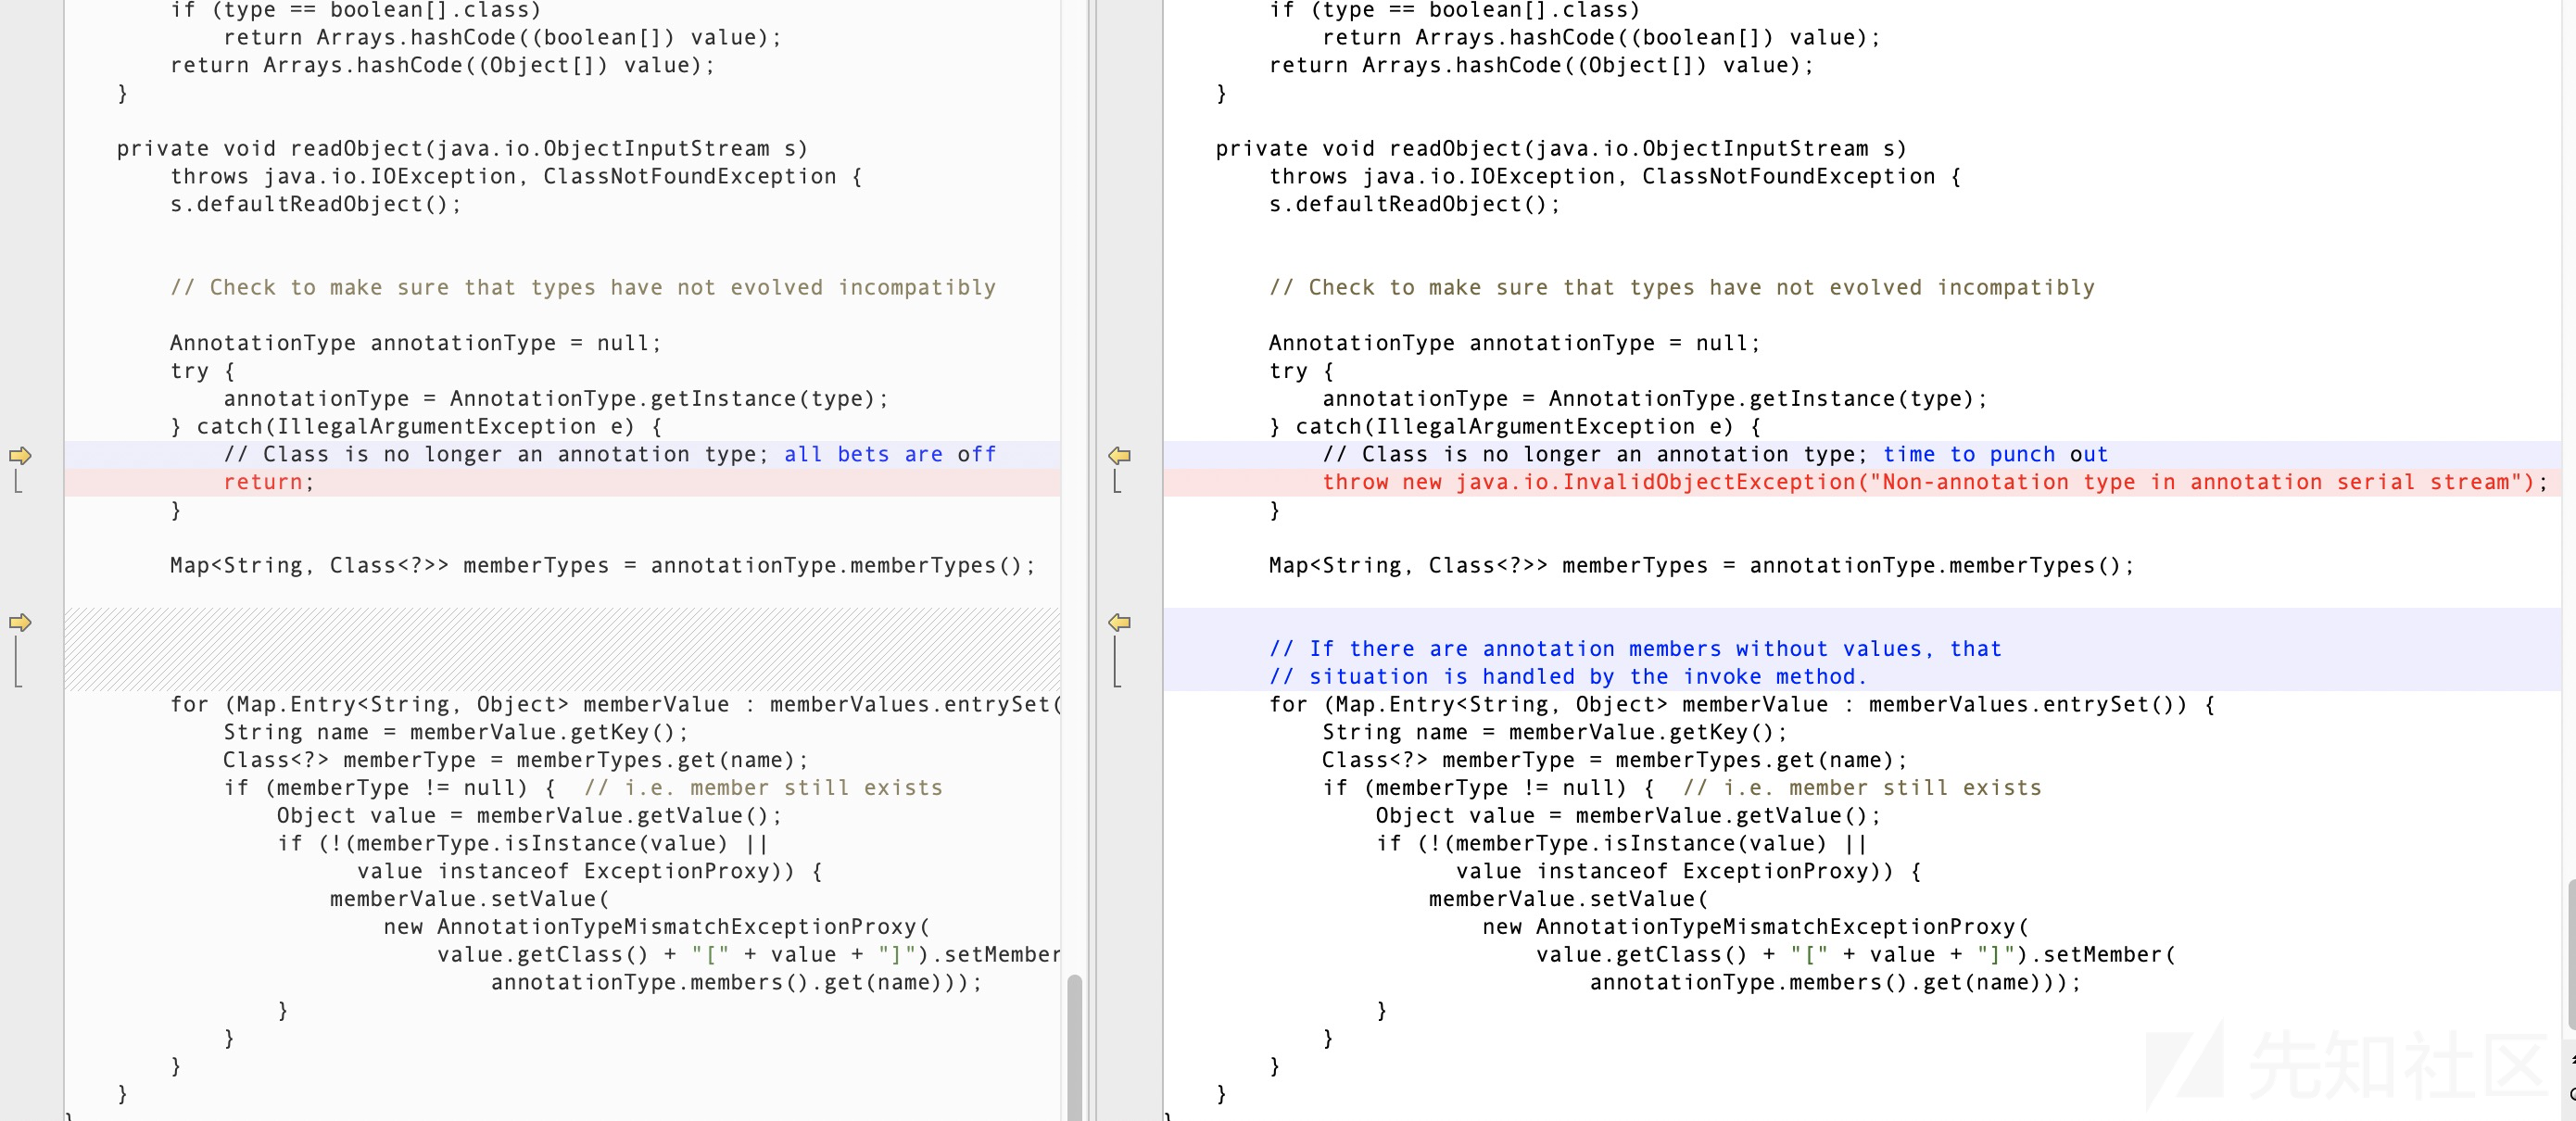 if (type == boolean[].class)
return Arrays.hashCode((boolean[]) value);
return Arrays.hashCode((Object[]) value);
}
private void readObject(java.io.ObjectInputStream s)
throws java.io.IOException, ClassNotFoundException {
s.defaultReadObject();
// Check to make sure that types have not evolved incompatibly
AnnotationType annotationType = null;
try {
annotationType = AnnotationType.getInstance(type);
} catch(IllegalArgumentException e) {
// Class is no longer an annotation type; all bets are off
return;
}
Map<String, Class<?>> memberTypes = annotationType.memberTypes();
for (Map.Entry<String, Object> memberValue : memberValues.entrySet(
String name = memberValue.getKey();
Class<?> memberType = memberTypes.get(name);
if (memberType != null) {  // i.e. member still exists
Object value = memberValue.getValue();
if (!(memberType.isInstance(value) ||
value instanceof ExceptionProxy)) {
memberValue.setValue(
new AnnotationTypeMismatchExceptionProxy(
value.getClass() + "[" + value + "]").setMember
annotationType.members().get(name)));
}
}
}
}
}
if (type == boolean[].class)
return Arrays.hashCode((boolean[]) value);
return Arrays.hashCode((Object[]) value);
}
private void readObject(java.io.ObjectInputStream s)
throws java.io.IOException, ClassNotFoundException {
s.defaultReadObject();
// Check to make sure that types have not evolved incompatibly
AnnotationType annotationType = null;
try {
annotationType = AnnotationType.getInstance(type);
} catch(IllegalArgumentException e) {
// Class is no longer an annotation type; time to punch out
throw new java.io.InvalidObjectException("Non-annotation type in annotation serial stream");
}
Map<String, Class<?>> memberTypes = annotationType.memberTypes();
// If there are annotation members without values, that
// situation is handled by the invoke method.
for (Map.Entry<String, Object> memberValue : memberValues.entrySet()) {
String name = memberValue.getKey();
Class<?> memberType = memberTypes.get(name);
if (memberType != null) {  // i.e. member still exists
Object value = memberValue.getValue();
if (!(memberType.isInstance(value) ||
value instanceof ExceptionProxy)) {
memberValue.setValue(
new AnnotationTypeMismatchExceptionProxy(
value.getClass() + "[" + value + "]").setMember(
annotationType.members().get(name)));
}
}
}
}
}
先知社区